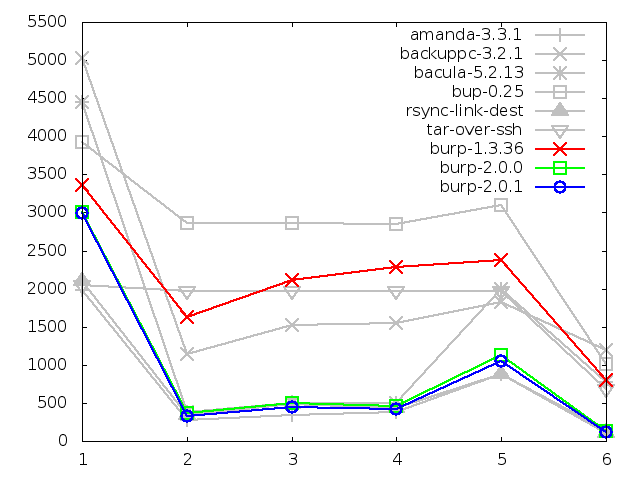 5500
5000
4500
4000
3500
3000
2500
2000
1500
1000
500
0
1 2 3 4 5 6
amanda-3.3.1
backuppc-3.2.1
bacula-5.2.13
bup-0.25
rsync-link-dest
tar-over-ssh
burp-1.3.36
burp-2.0.0
burp-2.0.1